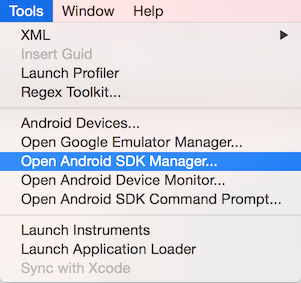 Tools Window Help
XML
Insert Guid
Launch Profiler
Regex Toolkit...
Android Devices...
Open Google Emulator Manager...
Open Android SDK Manager...
Open Android Device Monitor...
Open Android SDK Command Prompt...
Launch Instruments
Launch Application Loader
Sync with Xcode